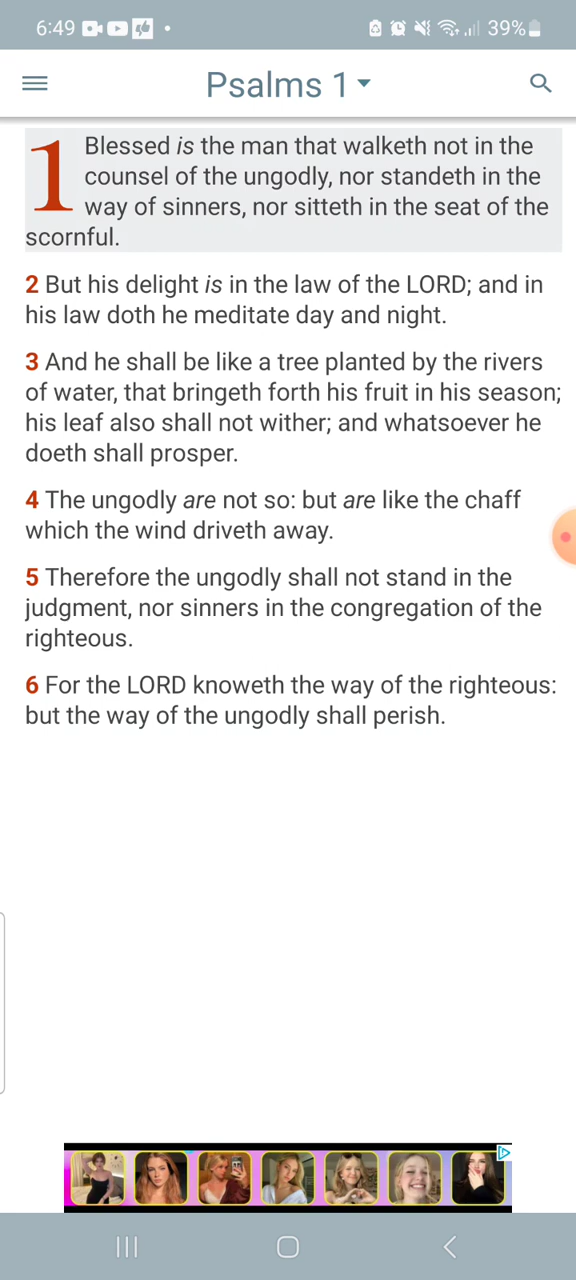 6:49
39%
Psalms 1
1 Blessed is the man that walketh not in the
counsel of the ungodly, nor standeth in the
way of sinners, nor sitteth in the seat of the
scornful.
2 But his delight is in the law of the LORD; and in
his law doth he meditate day and night.
3 And he shall be like a tree planted by the rivers
of water, that bringeth forth his fruit in his season;
his leaf also shall not wither; and whatsoever he
doeth shall prosper.
4 The ungodly are not so: but are like the chaff
which the wind driveth away.
5 Therefore the ungodly shall not stand in the
judgment, nor sinners in the congregation of the
righteous.
6 For the LORD knoweth the way of the righteous:
but the way of the ungodly shall perish.